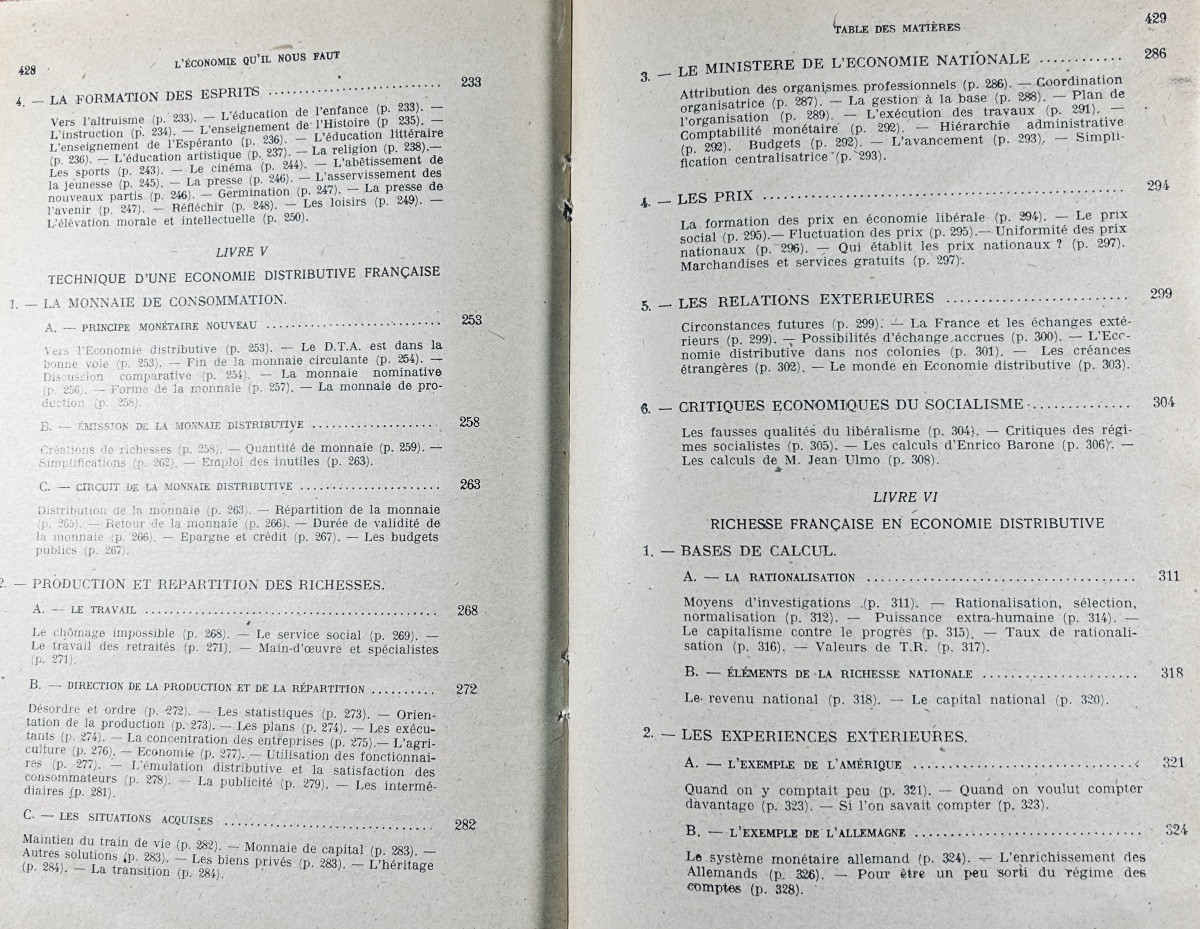 428
L'ÉCONOMIE QU'IL NOUS FAUT
4. — LA FORMATION DES ESPRITS .............................. 233
Vers l'altruisme (p. 233). — L'éducation de l'enfance (p. 233). —
L'instruction (p. 234). — L'enseignement de l'Histoire (p 235). —
L'enseignement de l'Espéranto (p. 236). — L'éducation littéraire
(p. 236). — L'éducation artistique (p. 237). — La religion (p. 238).—
Les sports (p. 243). — Le cinéma (p. 244). — L'abêtissement de
la jeunesse (p. 245). — La presse (p. 246). — L'asservissement des
nouveaux partis (p. 246). — Germination (p. 247). — La presse de
l'avenir (p. 247). — Réfléchir (p. 248). — Les loisirs (p. 249). —
L'élévation morale et intellectuelle (p. 250).
LIVRE V
TECHNIQUE D'UNE ECONOMIE DISTRIBUTIVE FRANÇAISE
1. — LA MONNAIE DE CONSOMMATION.
A. — PRINCIPE MONÉTAIRE NOUVEAU .............................. 253
Vers l'Economie distributive (p. 253). — Le D.T.A. est dans la
bonne voie (p. 253). — Fin de la monnaie circulante (p. 254). —
Discussion comparative (p. 254). — La monnaie nominative
(p. 256). — Forme de la monnaie (p. 257). — La monnaie de pro-
duction (p. 258).
B. — ÉMISSION DE LA MONNAIE DISTRIBUTIVE .................... 258
Créations de richesses (p. 258). — Quantité de monnaie (p. 259). —
Simplifications (p. 262). — Emploi des inutiles (p. 263).
C. — CIRCUIT DE LA MONNAIE DISTRIBUTIVE ...................... 263
Distribution de la monnaie (p. 263). — Répartition de la monnaie
(p. 265). — Retour de la monnaie (p. 266). — Durée de validité de
la monnaie (p. 266). — Epargne et crédit (p. 267). — Les budgets
publics (p. 267).
2. — PRODUCTION ET REPARTITION DES RICHESSES.
A. — LE TRAVAIL ............................................. 268
Le chômage impossible (p. 268). — Le service social (p. 269). —
Le travail des retraités (p. 271). — Main-d'œuvre et spécialistes
(p. 271).
B. — DIRECTION DE LA PRODUCTION ET DE LA RÉPARTITION .......... 272
Désordre et ordre (p. 272). — Les statistiques (p. 273). — Orien-
tation de la production (p. 273). — Les plans (p. 274). — Les exécu-
tants (p. 274). — La concentration des entreprises (p. 275).— L'agri-
culture (p. 276). — Economie (p. 277). — Utilisation des fonctionnai-
res (p. 277). — L'émulation distributive et la satisfaction des
consommateurs (p. 278). — La publicité (p. 279). — Les intermé-
diaires (p. 281).
C. — LES SITUATIONS ACQUISES ................................ 282
Maintien du train de vie (p. 282). — Monnaie de capital (p. 283). —
Autres solutions (p. 283). — Les biens privés (p. 283). — L'héritage
(p. 284). — La transition (p. 284).
TABLE DES MATIÈRES
429
3. — LE MINISTERE DE L'ECONOMIE NATIONALE ............ 286
Attribution des organismes professionnels (p. 286). — Coordination
organisatrice (p. 287). — La gestion à la base (p. 288). — Plan de
l'organisation (p. 289). — L'exécution des travaux (p. 291). —
Comptabilité monétaire (p. 292). — Hiérarchie administrative
(p. 292). Budgets (p. 292). — L'avancement (p. 293). — Simpli-
fication centralisatrice (p. 293).
4. — LES PRIX .............................................. 294
La formation des prix en économie libérale (p. 294). — Le prix
social (p. 295).— Fluctuation des prix (p. 295).— Uniformité des prix
nationaux (p. 296). — Qui établit les prix nationaux ? (p. 297).
Marchandises et services gratuits (p. 297).
5. — LES RELATIONS EXTERIEURES .......................... 299
Circonstances futures (p. 299). — La France et les échanges exté-
rieurs (p. 299). — Possibilités d'échange accrues (p. 300). — L'Eco-
nomie distributive dans nos colonies (p. 301). — Les créances
étrangères (p. 302). — Le monde en Economie distributive (p. 303).
6. — CRITIQUES ECONOMIQUES DU SOCIALISME .............. 304
Les fausses qualités du libéralisme (p. 304). — Critiques des régi-
mes socialistes (p. 305). — Les calculs d'Enrico Barone (p. 306). —
Les calculs de M. Jean Ulmo (p. 308).
LIVRE VI
RICHESSE FRANÇAISE EN ECONOMIE DISTRIBUTIVE
1. — BASES DE CALCUL.
A. — LA RATIONALISATION .................................... 311
Moyens d'investigations (p. 311). — Rationalisation, sélection,
normalisation (p. 312). — Puissance extra-humaine (p. 314). —
Le capitalisme contre le progrès (p. 315). — Taux de rationali-
sation (p. 316). — Valeurs de T.R. (p. 317).
B. — ÉLÉMENTS DE LA RICHESSE NATIONALE ...................... 318
Le revenu national (p. 318). — Le capital national (p. 320).
2. — LES EXPERIENCES EXTERIEURES.
A. — L'EXEMPLE DE L'AMÉRIQUE ................................ 321
Quand on y comptait peu (p. 321). — Quand on voulut compter
davantage (p. 323). — Si l'on savait compter (p. 323).
B. — L'EXEMPLE DE L'ALLEMAGNE ................................ 324
Le système monétaire allemand (p. 324). — L'enrichissement des
Allemands (p. 326). — Pour être un peu sorti du régime des
comptes (p. 328).